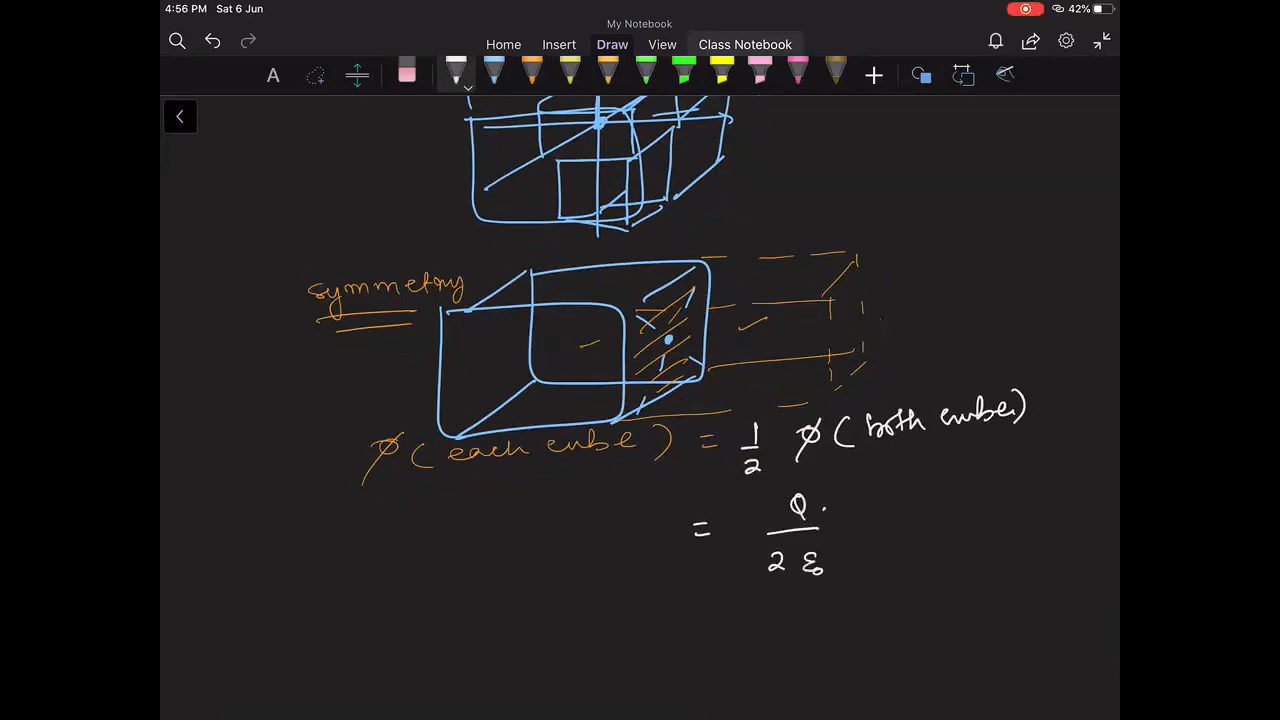 4:56 PM Sat 6 Jun
42%
My Notebook
Home Insert Draw View Class Notebook
A
symmetry
φ (each cube) = 1/2 φ (both cubes)
= Q / 2 ε₀